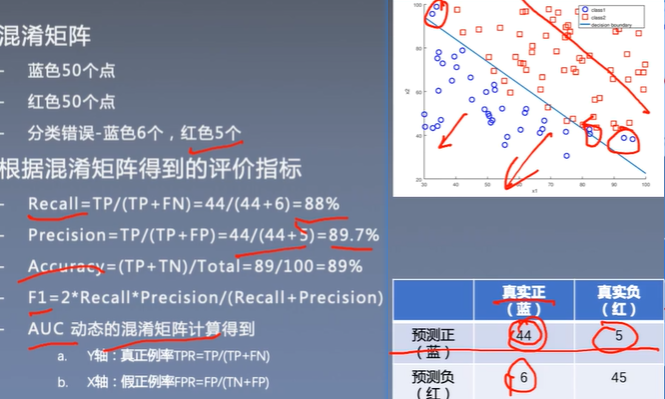 混淆矩阵
- 蓝色50个点
- 红色50个点
- 分类错误-蓝色6个，红色5个
根据混淆矩阵得到的评价指标
- Recall=TP/(TP+FN)=44/(44+6)=88%
- Precision=TP/(TP+FP)=44/(44+5)=89.7%
- Accuracy=(TP+TN)/Total=89/100=89%
- F1=2*Recall*Precision/(Recall+Precision)
- AUC 动态的混淆矩阵计算得到
a. Y轴：真正例率TPR=TP/(TP+FN)
b. X轴：假正例率FPR=FP/(TN+FP)
class1
class2
decision boundary
100
80
60
40
20
x2
30 40 50 60 70 80 90 100
x1
真实正（蓝） 真实负（红）
预测正（蓝） 44 5
预测负（红） 6 45